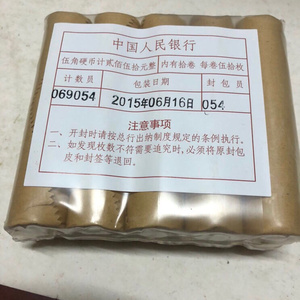 中国人民银行
伍角硬币计贰佰伍拾元整 内有拾卷 每卷伍拾枚
计数员 包装日期 封包员
069054 2015年06月16日 054
注意事项
一、开封时请按总行出纳制度规定的条例执行。
二、如发现枚数不符需要追究时,必须将原封包
皮和封签等退回。